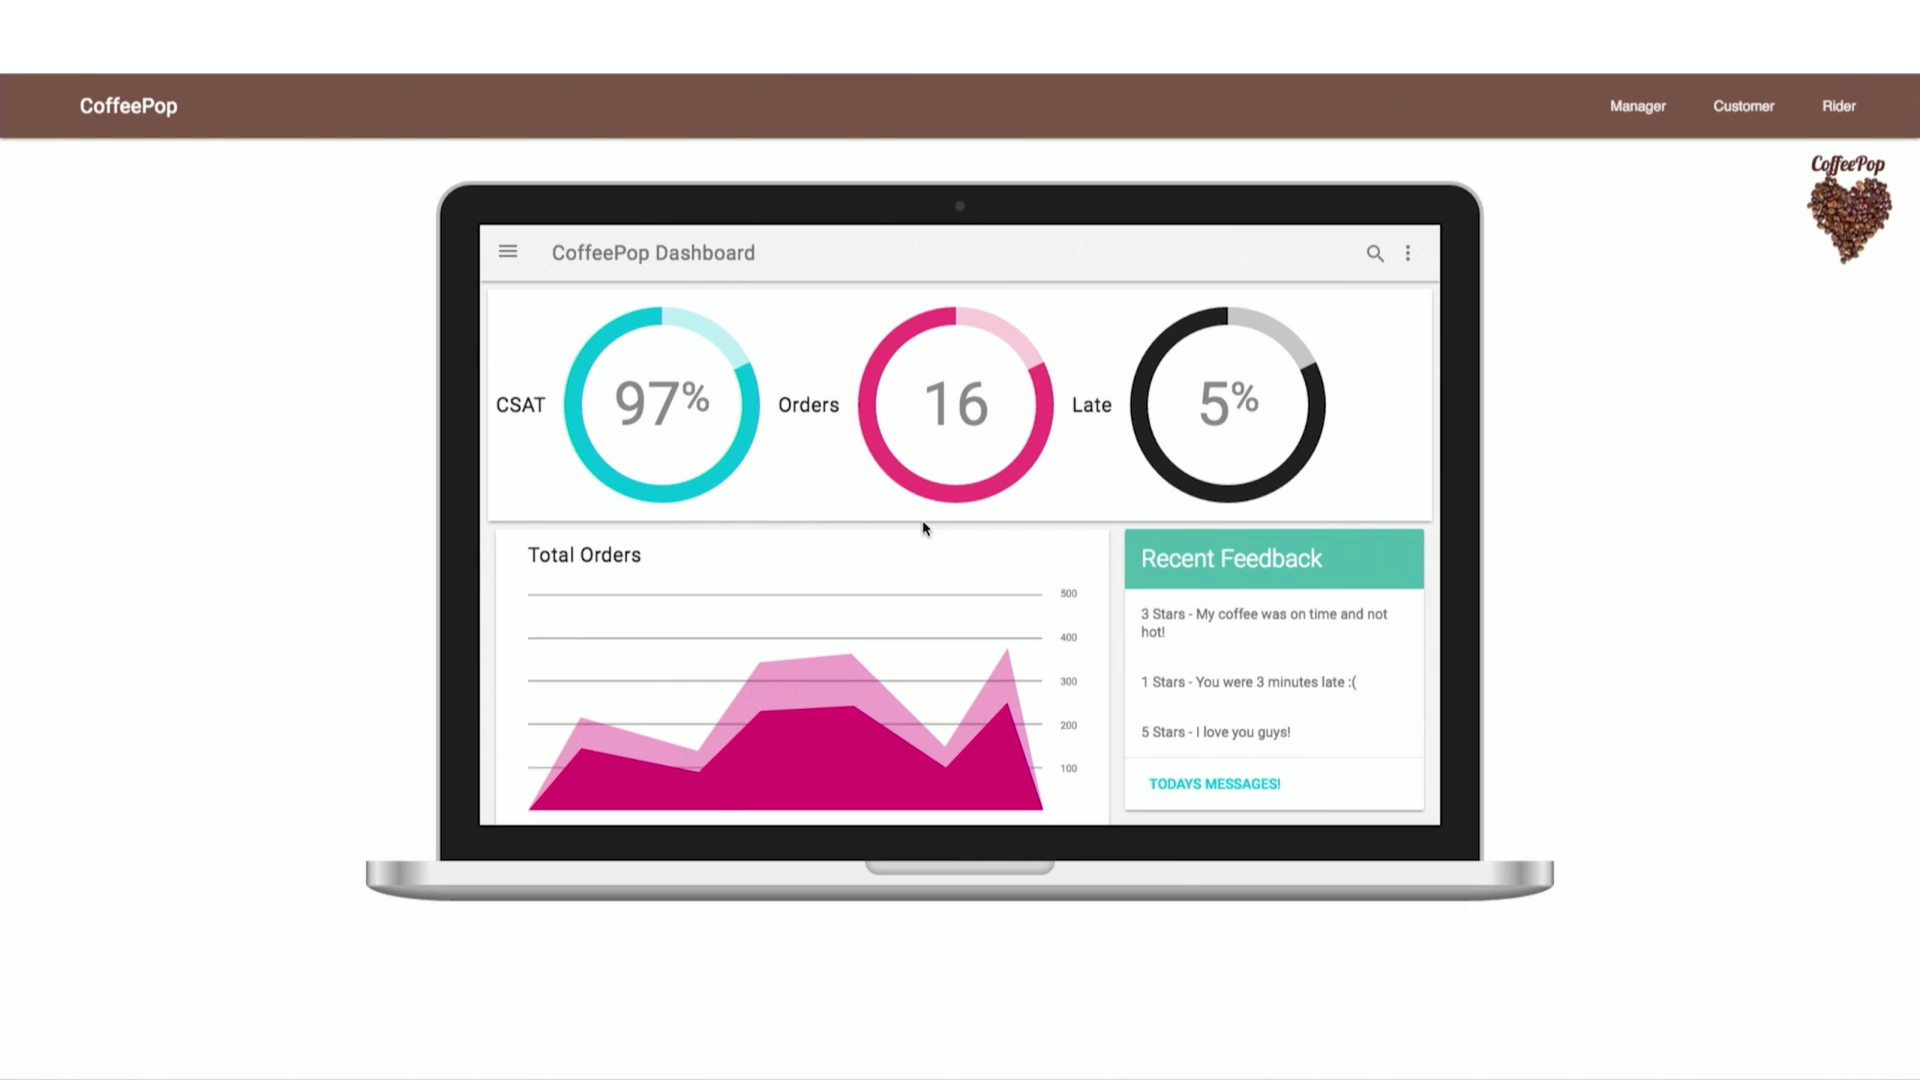 CoffeePop
Manager
Customer
Rider
CoffeePop
CoffeePop Dashboard
CSAT
97%
Orders
16
Late
5%
Total Orders
500
400
300
200
100
Recent Feedback
3 Stars - My coffee was on time and not
hot!
1 Stars - You were 3 minutes late :(
5 Stars - I love you guys!
TODAYS MESSAGES!